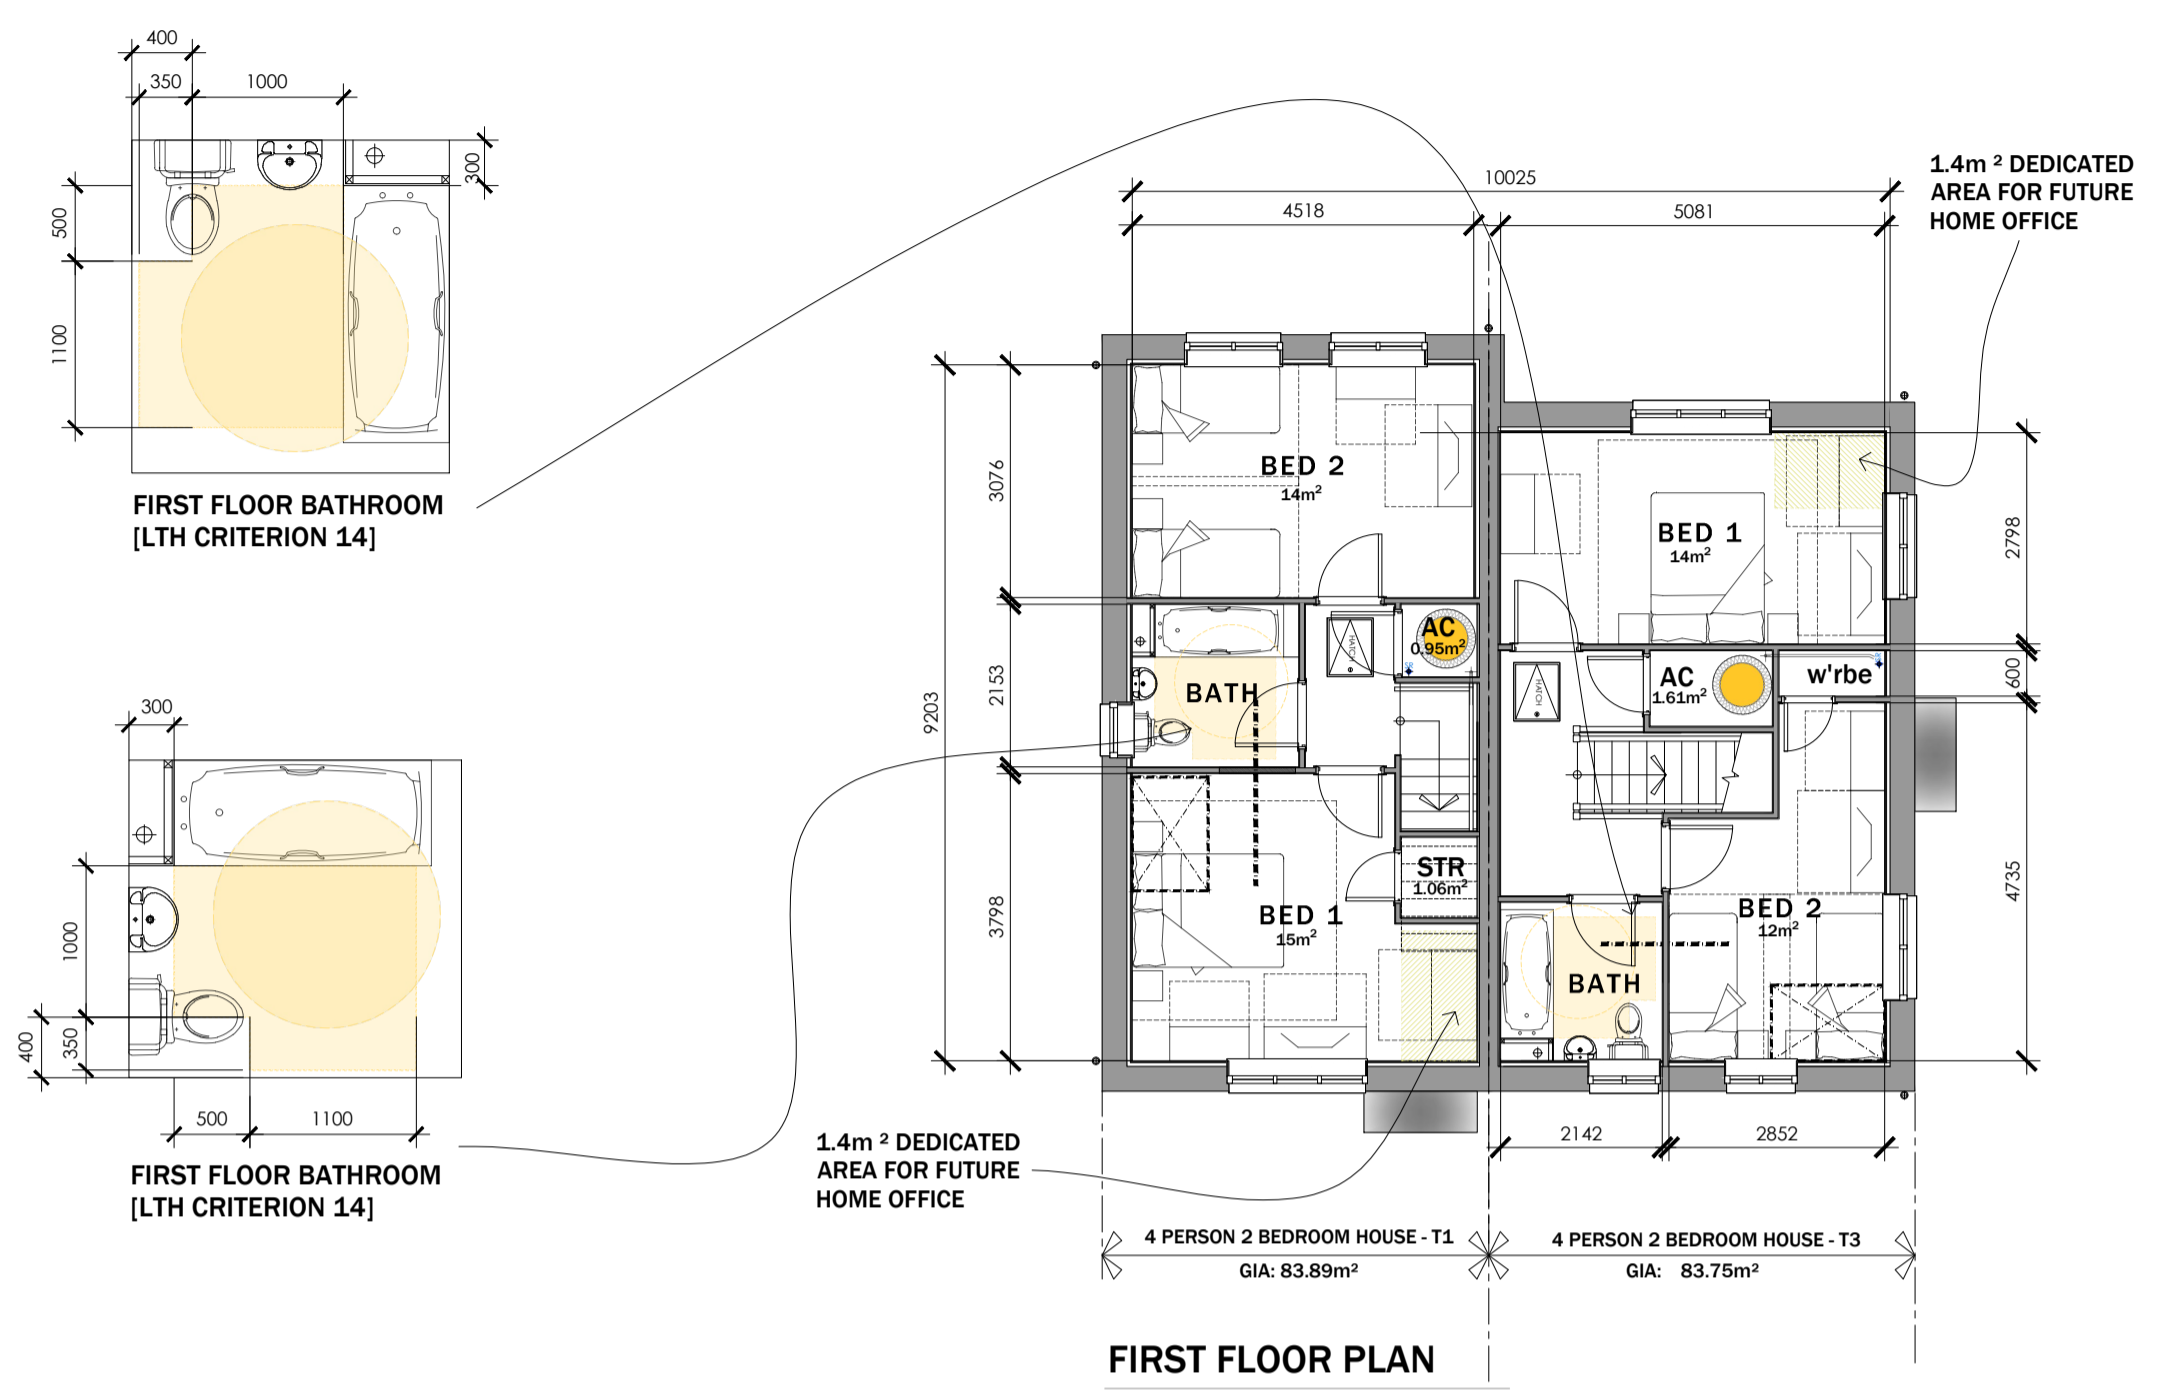 400
350
1000
300
500
1100
FIRST FLOOR BATHROOM
[LTH CRITERION 14]
300
1000
350
400
500
1100
FIRST FLOOR BATHROOM
[LTH CRITERION 14]
10025
4518
5081
1.4m ² DEDICATED
AREA FOR FUTURE
HOME OFFICE
9203
3076
2153
3798
BED 2
14m²
BED 1
14m²
2798
600
4735
AC
0.95m²
HATCH
BATH
AC
1.61m²
w'rbe
HATCH
STR
1.06m²
BED 1
15m²
BED 2
12m²
BATH
2142
2852
1.4m ² DEDICATED
AREA FOR FUTURE
HOME OFFICE
4 PERSON 2 BEDROOM HOUSE - T1
GIA: 83.89m²
4 PERSON 2 BEDROOM HOUSE - T3
GIA: 83.75m²
FIRST FLOOR PLAN